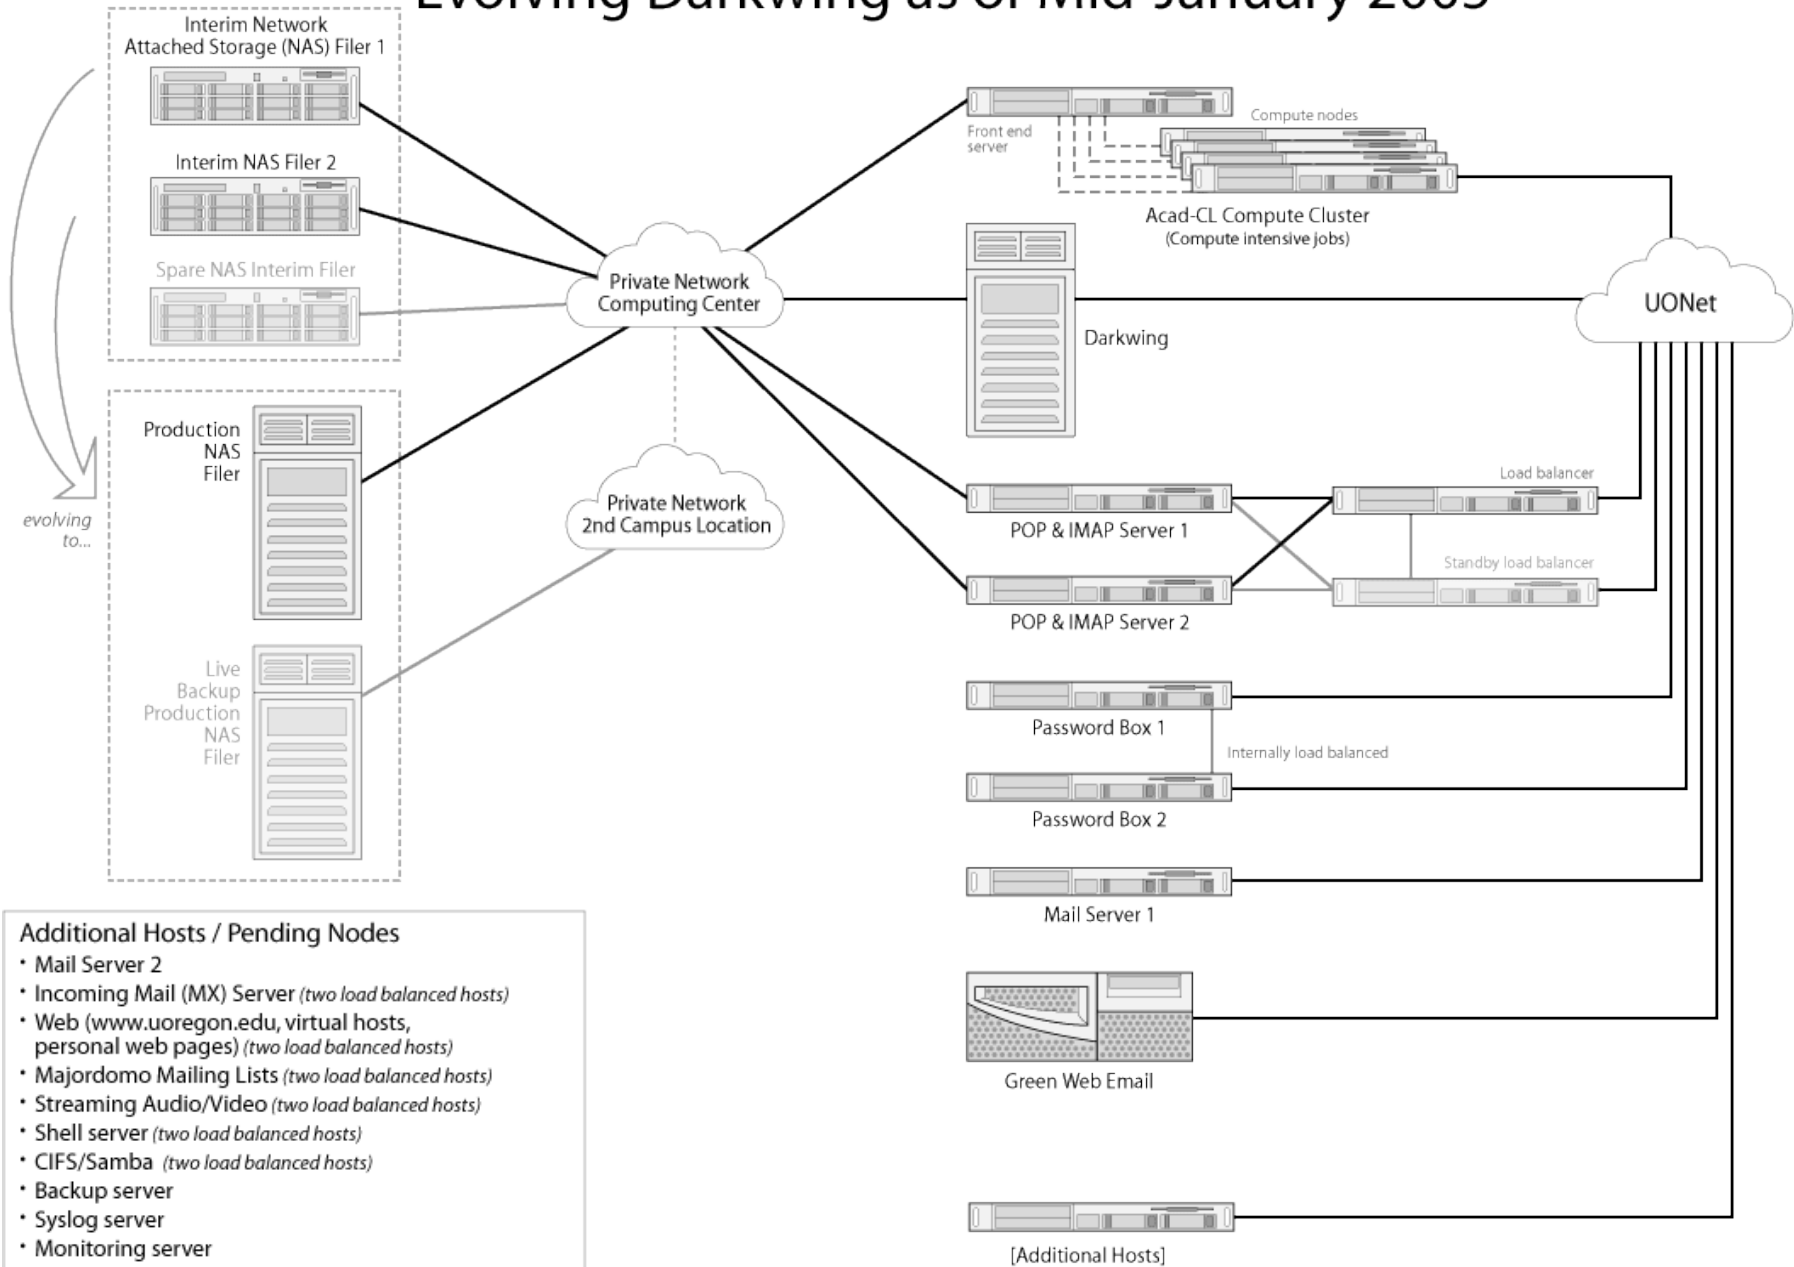 Evolving Darkwing as of Mid-January 2005
Interim Network
Attached Storage (NAS) Filer 1
Interim NAS Filer 2
Spare NAS Interim Filer
Production
NAS
Filer
evolving
to...
Live
Backup
Production
NAS
Filer
Private Network
Computing Center
Private Network
2nd Campus Location
Front end
server
Compute nodes
Acad-CL Compute Cluster
(Compute intensive jobs)
Darkwing
UONet
POP & IMAP Server 1
Load balancer
POP & IMAP Server 2
Standby load balancer
Password Box 1
Internally load balanced
Password Box 2
Mail Server 1
Green Web Email
[Additional Hosts]
Additional Hosts / Pending Nodes
• Mail Server 2
• Incoming Mail (MX) Server (two load balanced hosts)
• Web (www.uoregon.edu, virtual hosts,
personal web pages) (two load balanced hosts)
• Majordomo Mailing Lists (two load balanced hosts)
• Streaming Audio/Video (two load balanced hosts)
• Shell server (two load balanced hosts)
• CIFS/Samba (two load balanced hosts)
• Backup server
• Syslog server
• Monitoring server